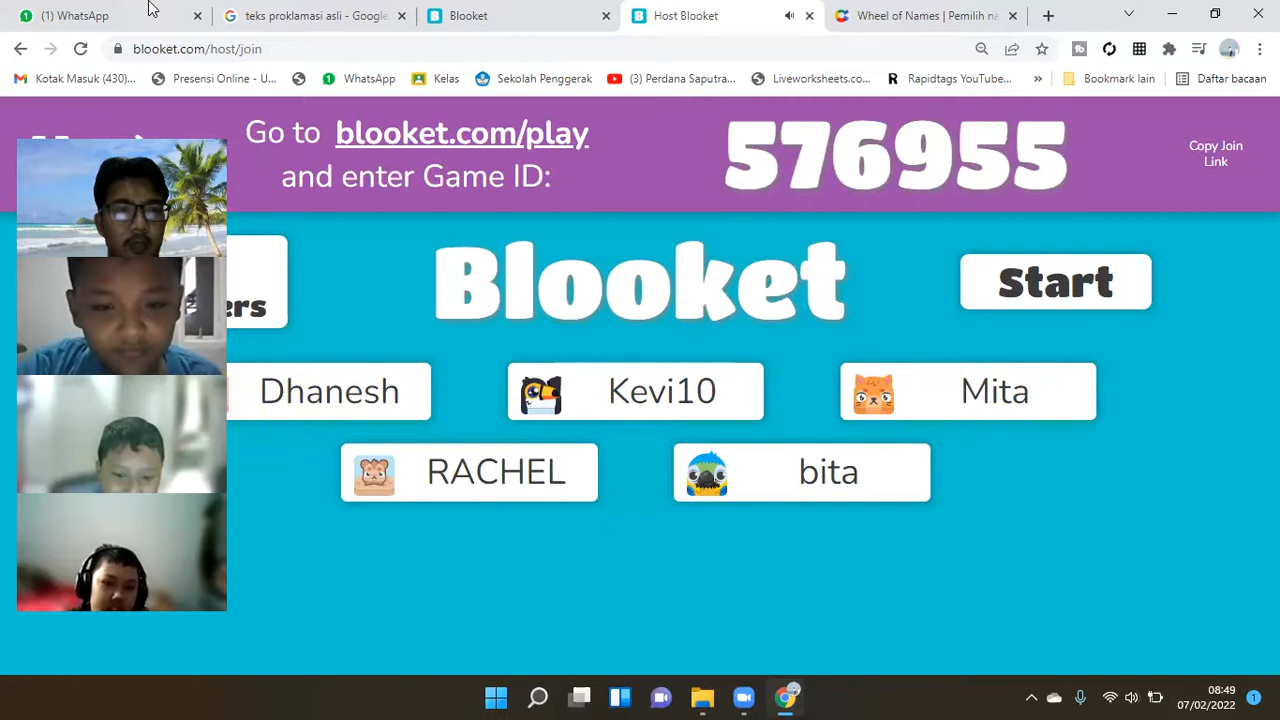 (1) WhatsApp
teks proklamasi asli - Google
Blooket
Host Blooket
Wheel of Names | Pemilih na
blooket.com/host/join
Kotak Masuk (430)...
Presensi Online - U...
WhatsApp
Kelas
Sekolah Penggerak
(3) Perdana Saputra...
Liveworksheets.co...
Rapidtags YouTube...
»
Bookmark lain
Daftar bacaan
Go to blooket.com/play
and enter Game ID:
576955
Copy Join
Link
ers
Blooket
Start
Dhanesh
Kevi10
Mita
RACHEL
bita
08:49
07/02/2022
1